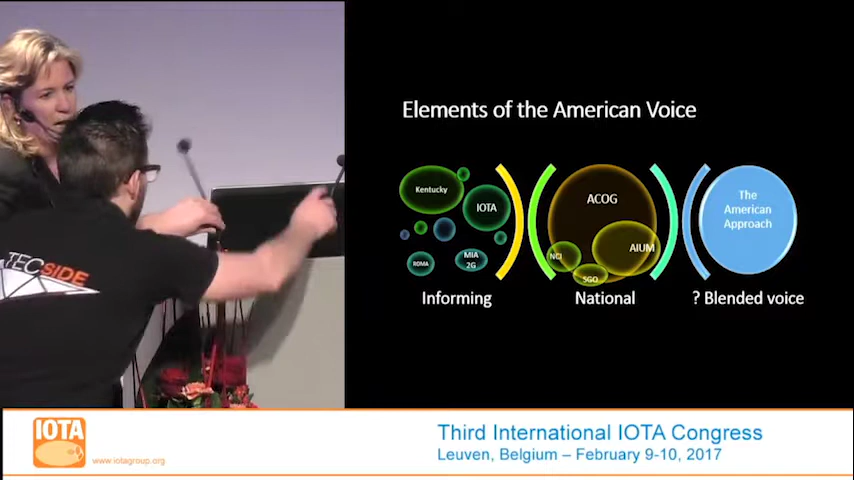 TECSIDE
Elements of the American Voice
Kentucky
IOTA
ROMA
MIA
2G
Informing
ACOG
AIUM
NCI
SGO
National
The
American
Approach
? Blended voice
IOTA
www.iotagroup.org
Third International IOTA Congress
Leuven, Belgium – February 9-10, 2017